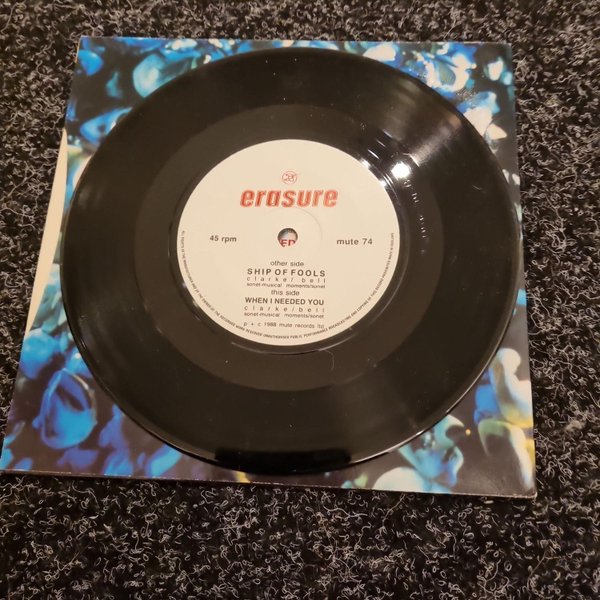 erasure
45 rpm
mute 74
other side
SHIP OF FOOLS
clarke/bell
sonet-musical moments/sonet
this side
WHEN I NEEDED YOU
clarke/bell
sonet-musical moments/sonet
p + c 1988 mute records ltd